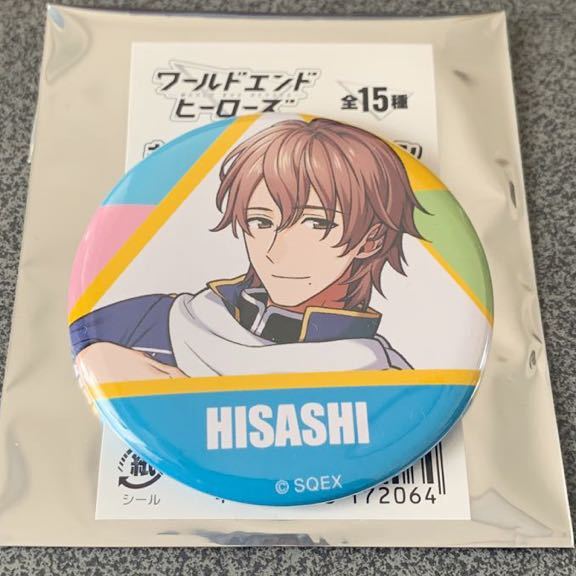 ワールドエンド
ヒーローズ
全15種
HISASHI
© SQEX
紙
シール
172064